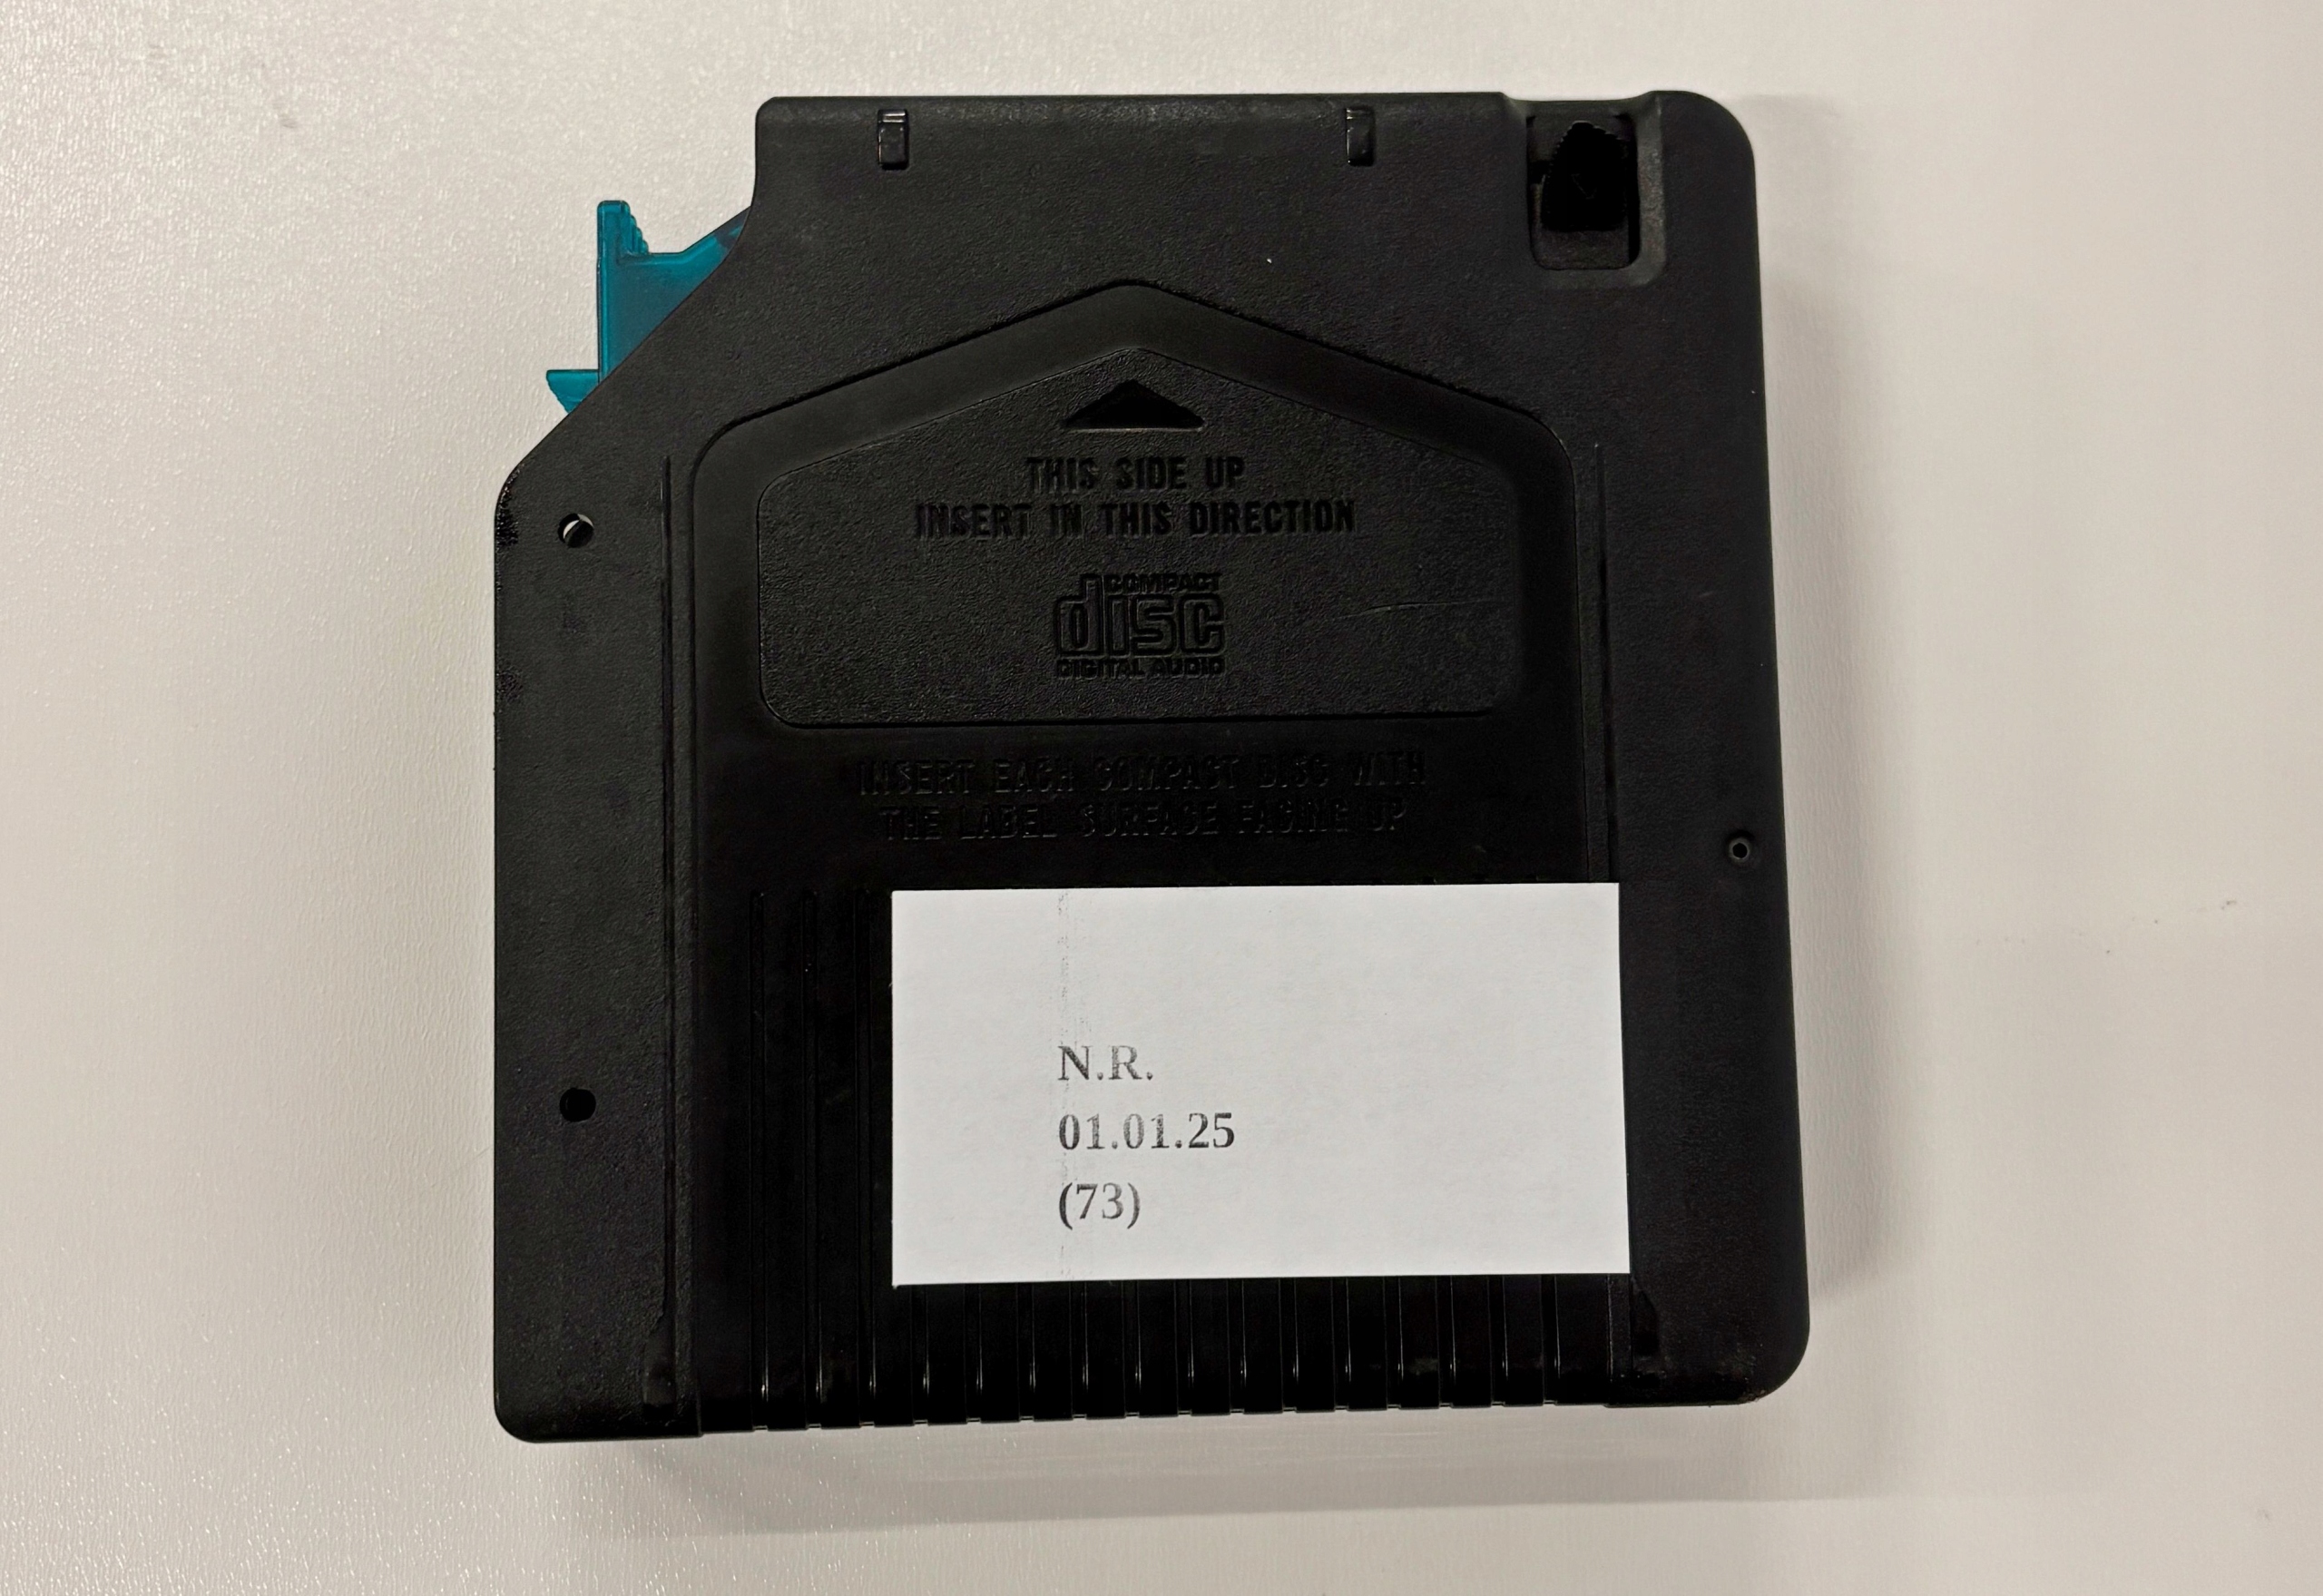 THIS SIDE UP
INSERT IN THIS DIRECTION
COMPACT
disc
DIGITAL AUDIO
INSERT EACH COMPACT DISC WITH
THE LABEL SURFACE FACING UP
N.R.
01.01.25
(73)